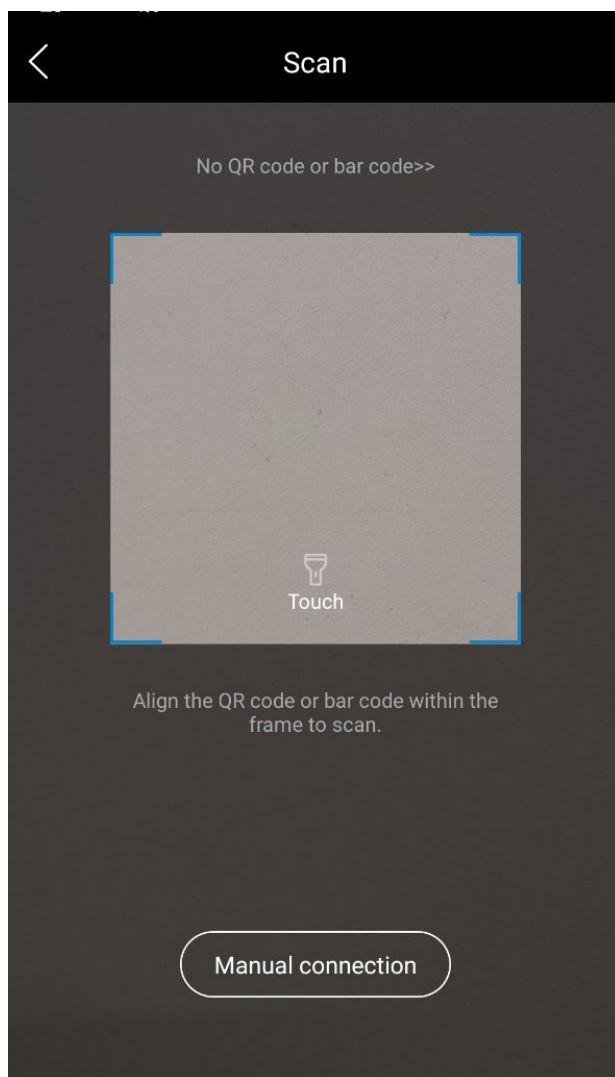 Scan
No QR code or bar code>>
Touch
Align the QR code or bar code within the
frame to scan.
Manual connection